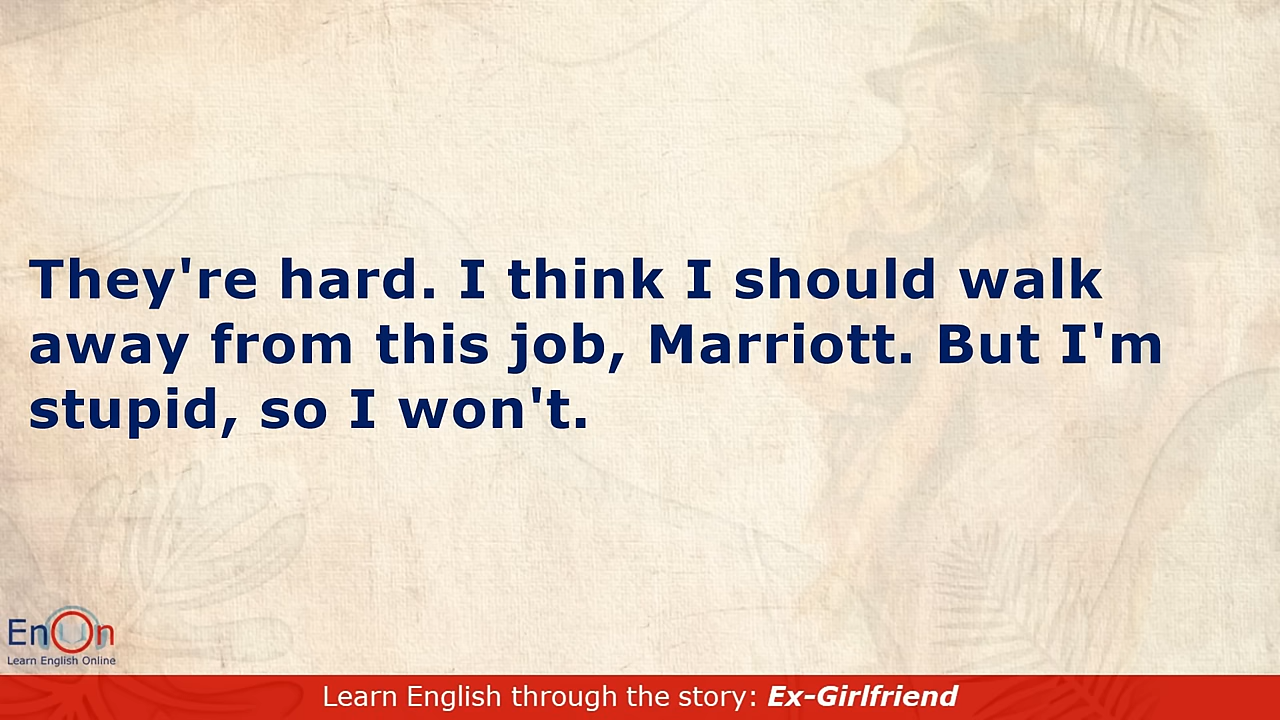 They're hard. I think I should walk
away from this job, Marriott. But I'm
stupid, so I won't.
EnOn
Learn English Online
Learn English through the story: Ex-Girlfriend